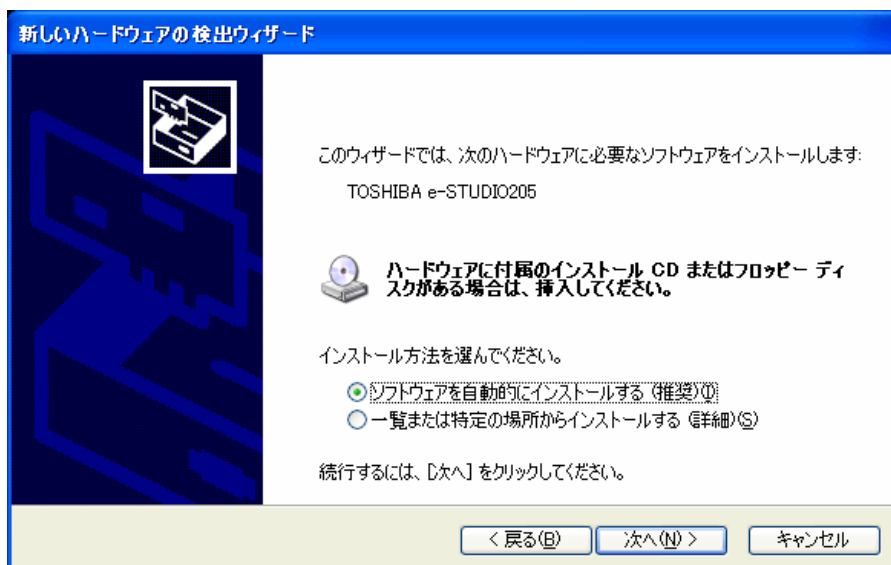 新しいハードウェアの検出ウィザード
このウィザードでは、次のハードウェアに必要なソフトウェアをインストールします:
TOSHIBA e-STUDIO205
ハードウェアに付属のインストール CD またはフロッピー ディ
スクがある場合は、挿入してください。
インストール方法を選んでください。
ソフトウェアを自動的にインストールする (推奨)(I)
一覧または特定の場所からインストールする (詳細)(S)
続行するには、[次へ] をクリックしてください。
< 戻る(B)
次へ(N) >
キャンセル